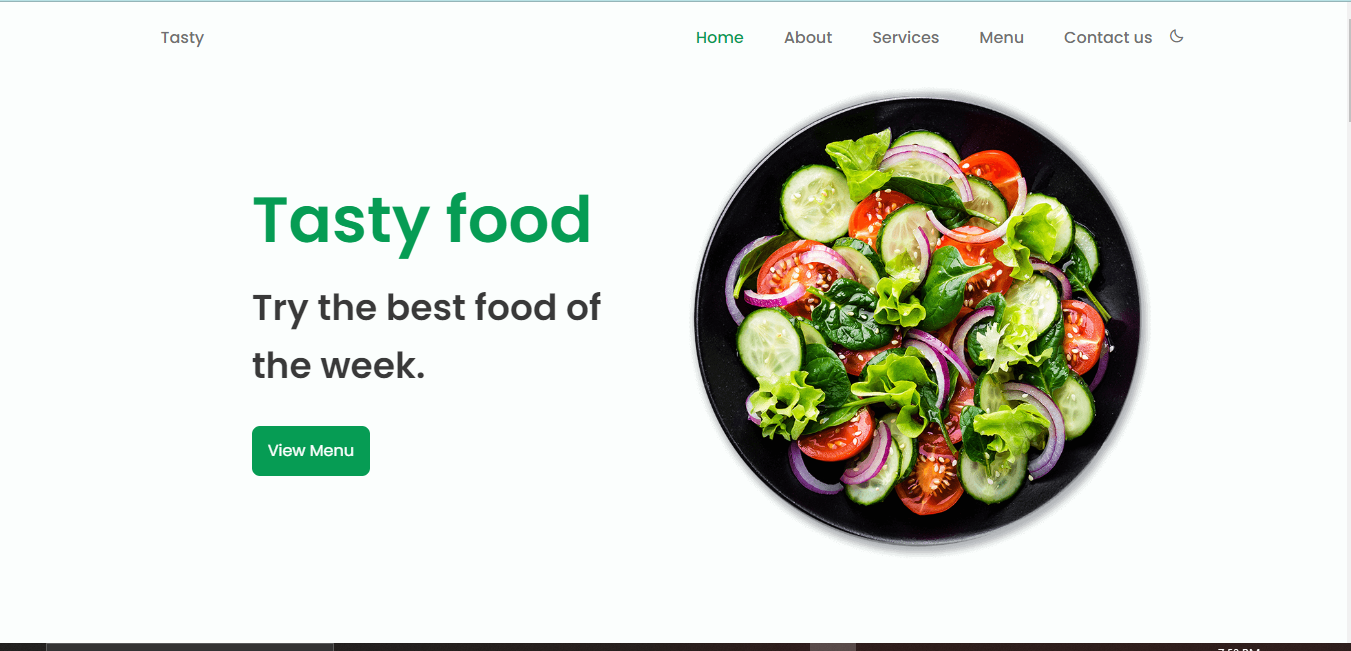 Tasty
Home About Services Menu Contact us
Tasty food
Try the best food of
the week.
View Menu